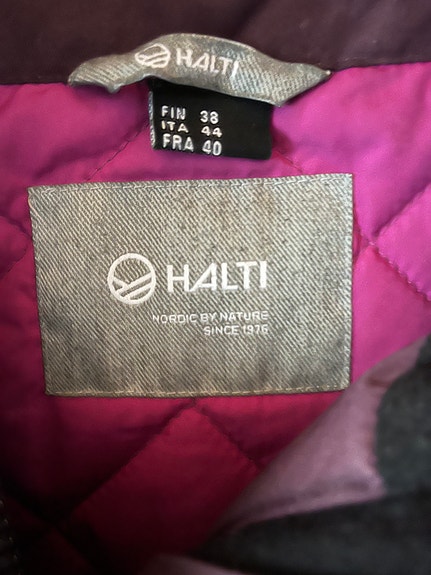 HALTI
FIN 38
ITA 44
FRA 40
HALTI
NORDIC BY NATURE
SINCE 1976